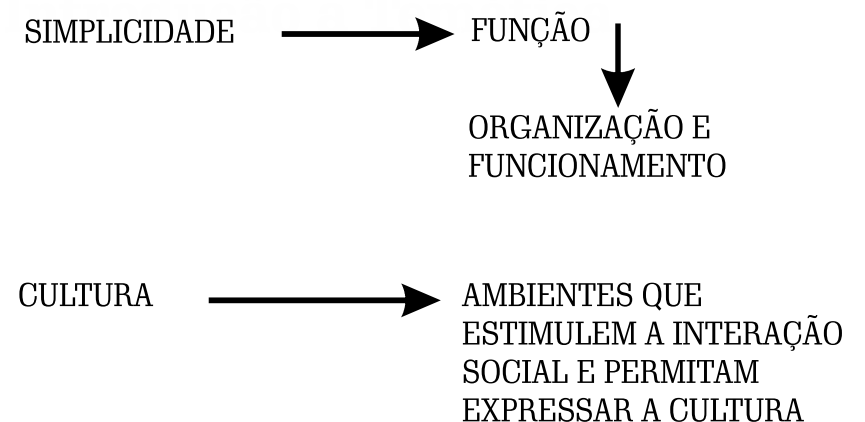 SIMPLICIDADE
FUNÇÃO
ORGANIZAÇÃO E
FUNCIONAMENTO
CULTURA
AMBIENTES QUE
ESTIMULEM A INTERAÇÃO
SOCIAL E PERMITAM
EXPRESSAR A CULTURA